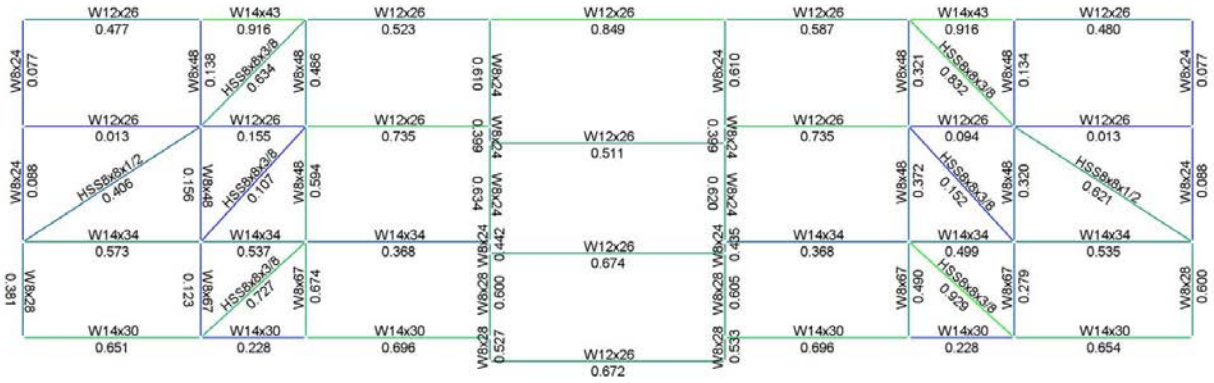 W12x26 W14x43 W12x26 W12x26 W12x26 W14x43 W12x26
0.477 0.916 0.523 0.849 0.587 0.916 0.480
W8x24
0.077
W8x48
0.138
HSS8x8x3/8
0.634
W8x48
0.486
W8x24
0.610
W8x24
0.610
W8x48
0.321
HSS8x8x3/8
0.832
W8x48
0.134
W8x24
0.077
W12x26 W12x26 W12x26 W12x26 W12x26 W12x26
0.013 0.155 0.735 0.735 0.094 0.013
W8x24
0.399
W12x26
0.511
W8x24
0.399
W8x24
0.088
HSS8x8x1/2
0.406
W8x48
0.156
HSS8x8x3/8
0.107
W8x48
0.594
W8x24
0.634
W8x24
0.620
W8x48
0.372
HSS8x8x3/8
0.152
W8x48
0.320
HSS8x8x1/2
0.621
W8x24
0.088
W14x34 W14x34 W14x34 W14x34 W14x34 W14x34
0.573 0.537 0.368 0.368 0.499 0.535
W8x24
0.442
W12x26
0.674
W8x24
0.435
W8x28
0.381
W8x67
0.123
HSS8x8x3/8
0.727
W8x67
0.674
W8x28
0.600
W8x28
0.605
W8x67
0.490
HSS8x8x3/8
0.929
W8x67
0.279
W8x28
0.600
W14x30 W14x30 W14x30 W14x30 W14x30 W14x30
0.651 0.228 0.696 0.696 0.228 0.654
W8x28
0.527
W12x26
0.672
W8x28
0.533